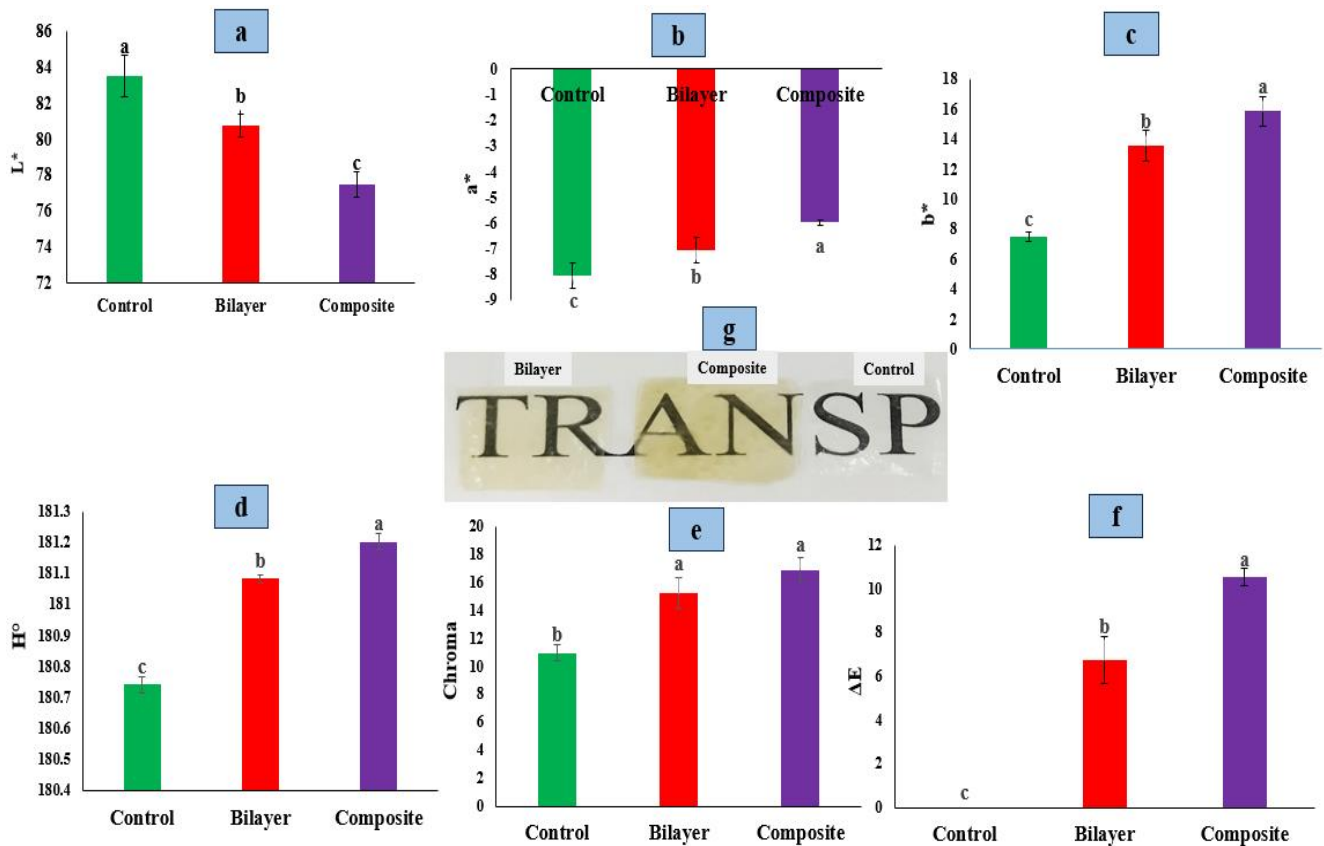 a
86
84
82
80
78
76
74
72
L*
a
b
c
Control
Bilayer
Composite
b
0
-1
-2
-3
-4
-5
-6
-7
-8
-9
a*
Control
Bilayer
Composite
c
b
a
c
18
16
14
12
10
8
6
4
2
0
b*
c
b
a
Control
Bilayer
Composite
g
Bilayer
Composite
Control
TRANSP
d
181.3
181.2
181.1
181
180.9
180.8
180.7
180.6
180.5
180.4
H°
c
b
a
Control
Bilayer
Composite
e
20
18
16
14
12
10
8
6
4
2
0
Chroma
b
a
a
Control
Bilayer
Composite
f
12
10
8
6
4
2
0
ΔE
c
b
a
Control
Bilayer
Composite